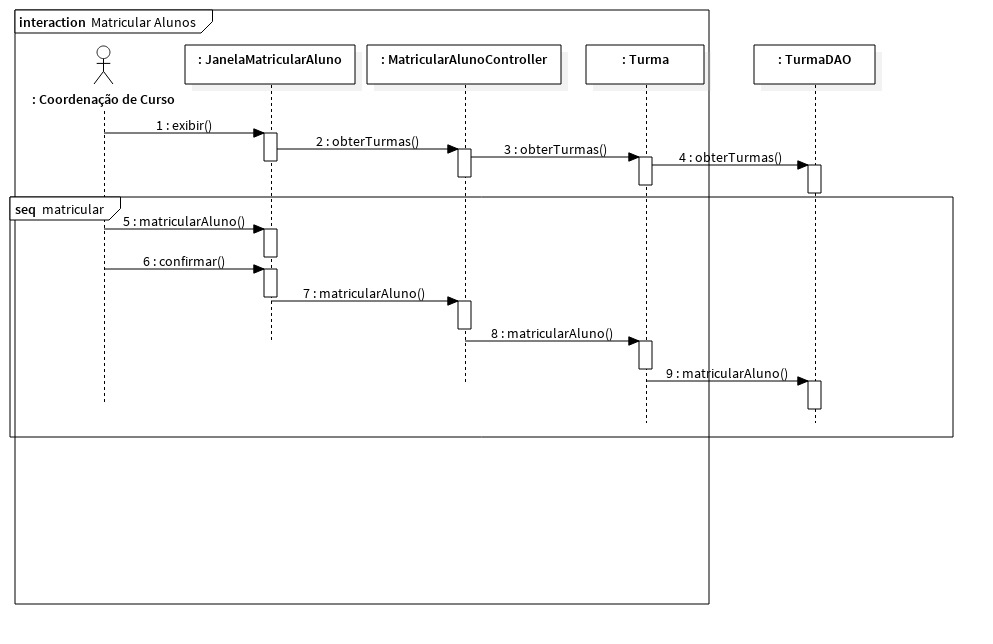 interaction Matricular Alunos
: Coordenação de Curso
: JanelaMatricularAluno
: MatricularAlunoController
: Turma
: TurmaDAO
1 : exibir()
2 : obterTurmas()
3 : obterTurmas()
4 : obterTurmas()
seq matricular
5 : matricularAluno()
6 : confirmar()
7 : matricularAluno()
8 : matricularAluno()
9 : matricularAluno()